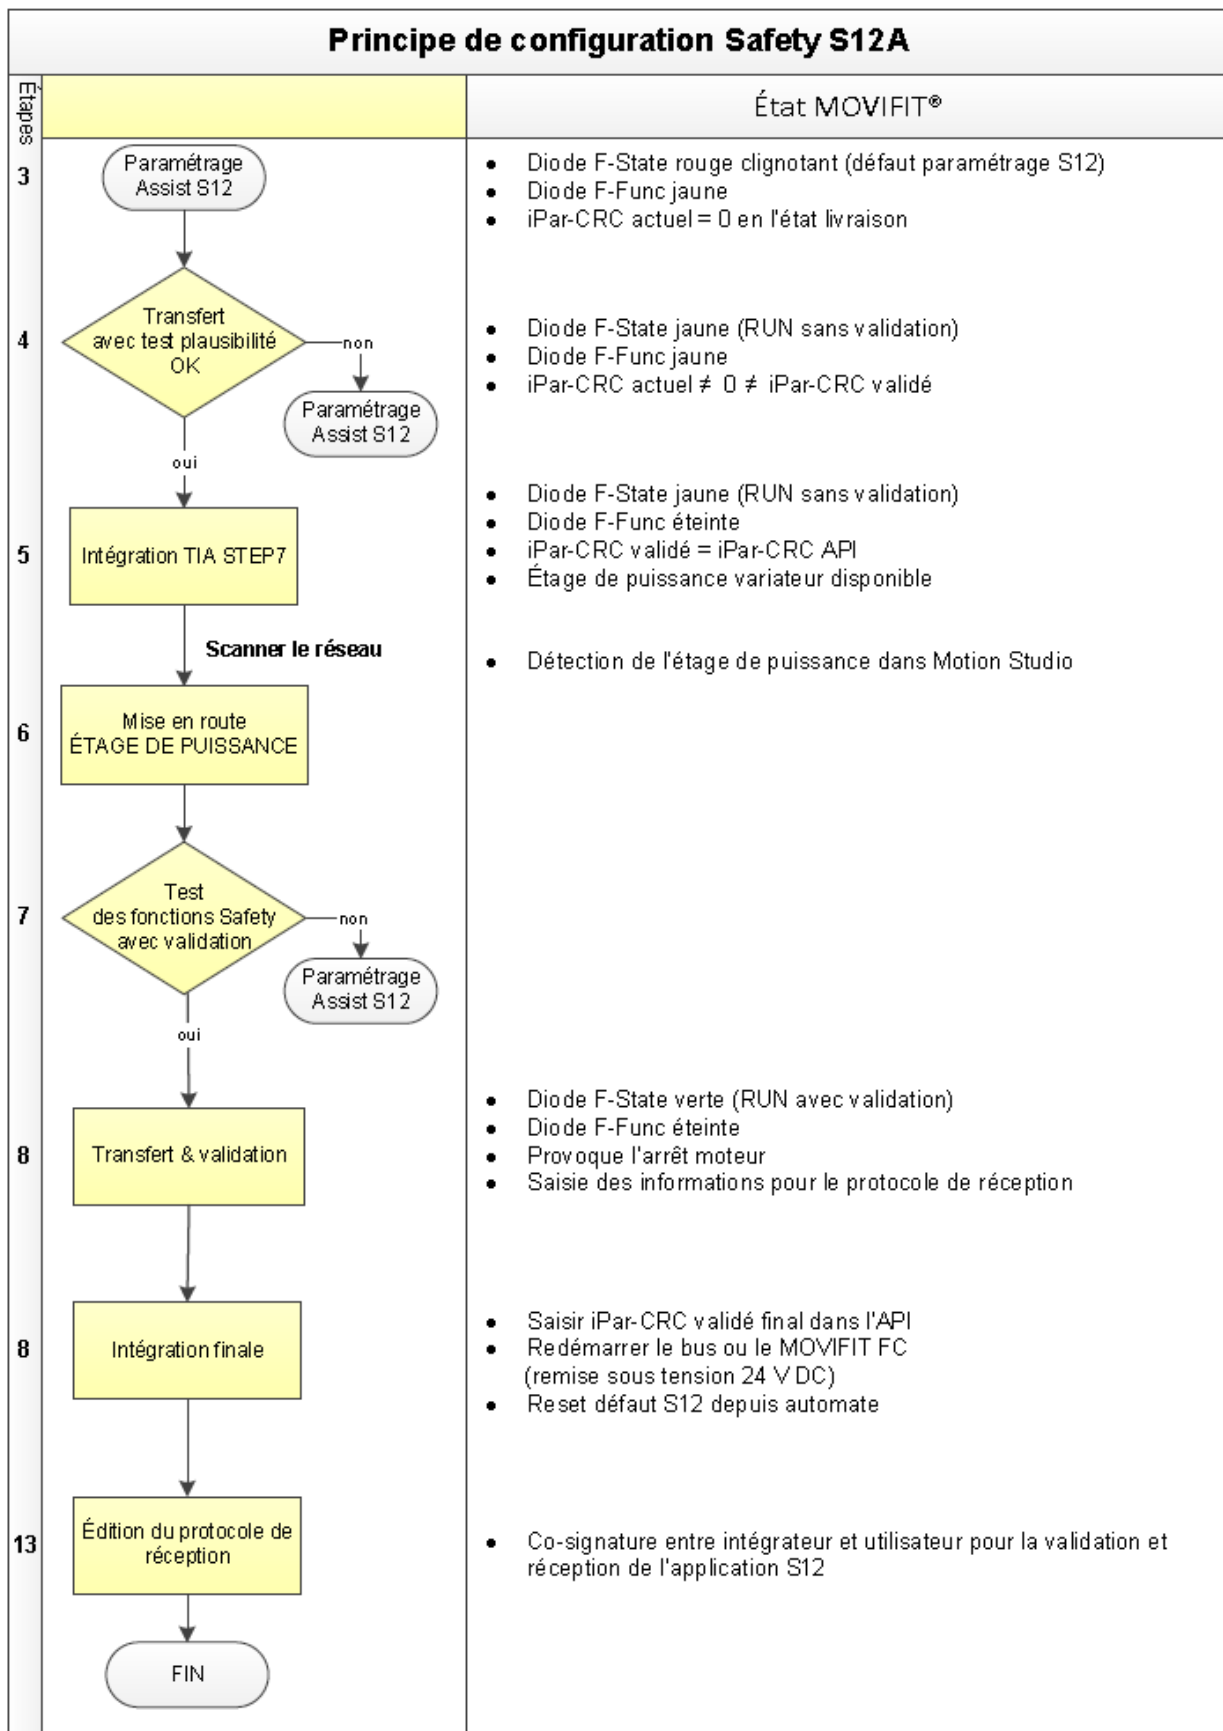 Principe de configuration Safety S12A
Étapes
État MOVIFIT®
3
Paramétrage
Assist S12
• Diode F-State rouge clignotant (défaut paramétrage S12)
• Diode F-Func jaune
• iPar-CRC actuel = 0 en l'état livraison
4
Transfert
avec test plausibilité
OK
non
Paramétrage
Assist S12
oui
• Diode F-State jaune (RUN sans validation)
• Diode F-Func jaune
• iPar-CRC actuel ≠ 0 ≠ iPar-CRC validé
5
Intégration TIA STEP7
• Diode F-State jaune (RUN sans validation)
• Diode F-Func éteinte
• iPar-CRC validé = iPar-CRC API
• Étage de puissance variateur disponible
Scanner le réseau
• Détection de l'étage de puissance dans Motion Studio
6
Mise en route
ÉTAGE DE PUISSANCE
7
Test
des fonctions Safety
avec validation
non
Paramétrage
Assist S12
oui
8
Transfert & validation
• Diode F-State verte (RUN avec validation)
• Diode F-Func éteinte
• Provoque l'arrêt moteur
• Saisie des informations pour le protocole de réception
8
Intégration finale
• Saisir iPar-CRC validé final dans l'API
• Redémarrer le bus ou le MOVIFIT FC
(remise sous tension 24 V DC)
• Reset défaut S12 depuis automate
13
Édition du protocole de
réception
• Co-signature entre intégrateur et utilisateur pour la validation et
réception de l'application S12
FIN